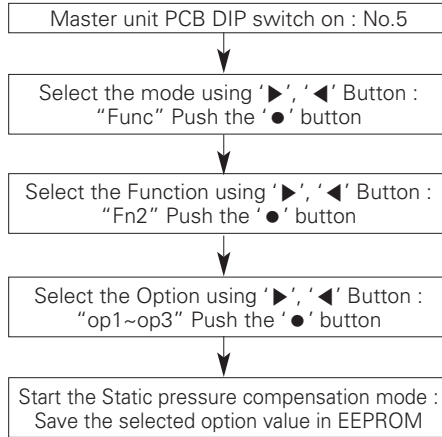 Master unit PCB DIP switch on : No.5
Select the mode using ‘▶’, ‘◀’ Button :
“Func” Push the ‘●’ button
Select the Function using ‘▶’, ‘◀’ Button :
“Fn2” Push the ‘●’ button
Select the Option using ‘▶’, ‘◀’ Button :
“op1~op3” Push the ‘●’ button
Start the Static pressure compensation mode :
Save the selected option value in EEPROM